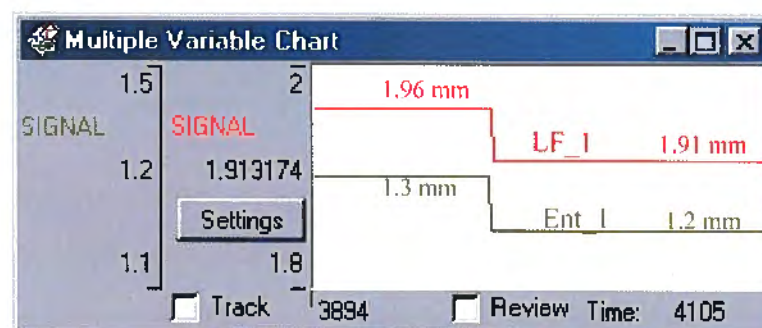 Multiple Variable Chart
1.5 2 1.96 mm
SIGNAL SIGNAL LF_1 1.91 mm
1.2 1.913174 1.3 mm
Settings Ent_1 1.2 mm
1.1 1.8
Track 3894 Review Time: 4105